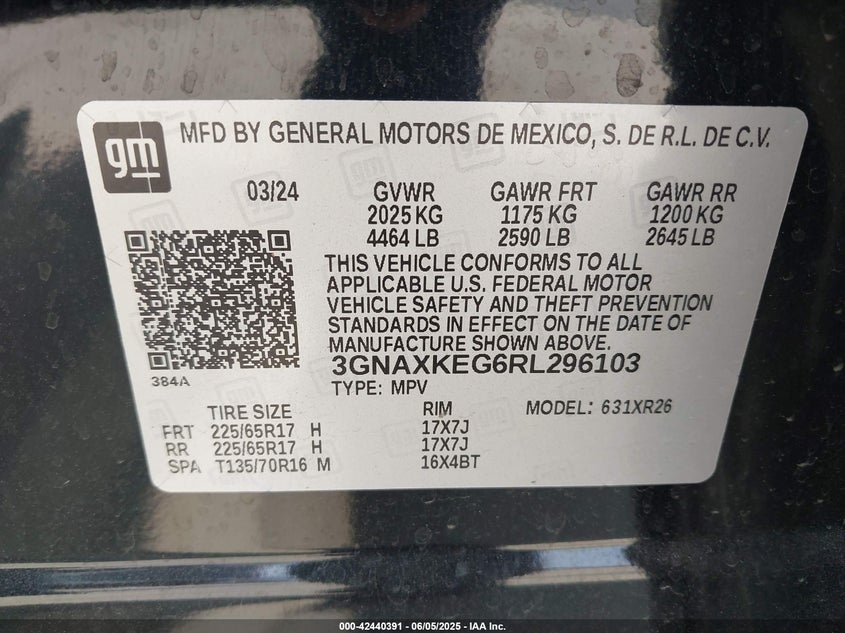 gm
MFD BY GENERAL MOTORS DE MEXICO, S. DE R.L. DE C.V.
03/24 GVWR GAWR FRT GAWR RR
2025 KG 1175 KG 1200 KG
4464 LB 2590 LB 2645 LB
THIS VEHICLE CONFORMS TO ALL
APPLICABLE U.S. FEDERAL MOTOR
VEHICLE SAFETY AND THEFT PREVENTION
STANDARDS IN EFFECT ON THE DATE OF
MANUFACTURE SHOWN ABOVE.
3GNAXKEG6RL296103
384A
TYPE: MPV
TIRE SIZE RIM MODEL: 631XR26
FRT 225/65R17 H 17X7J
RR 225/65R17 H 17X7J
SPA T135/70R16 M 16X4BT
000-42440391 - 06/05/2025 - IAA Inc.